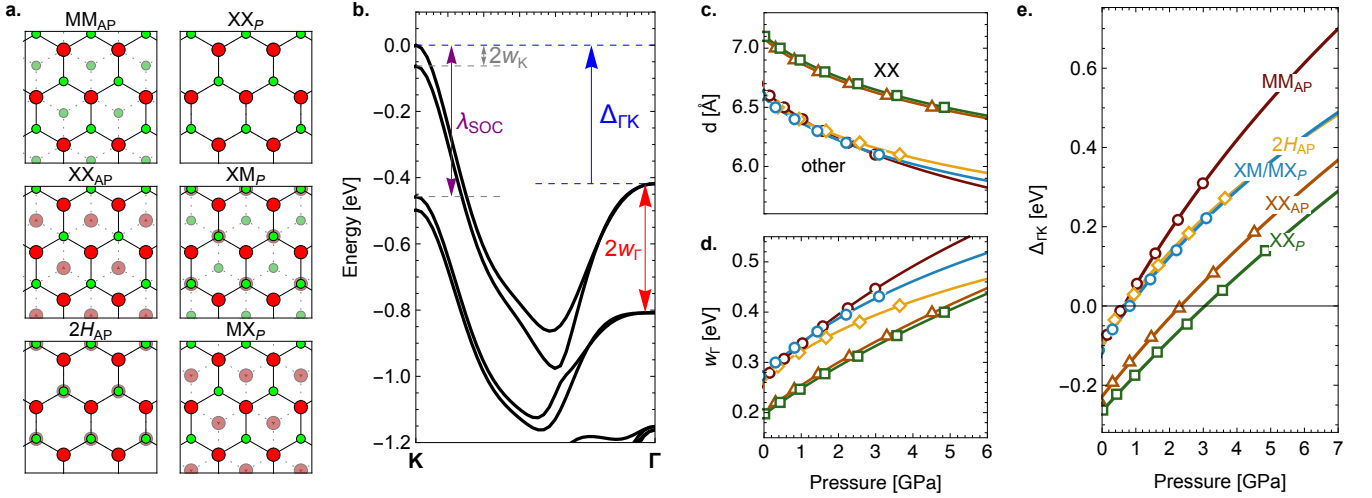 a.
MM_AP
XX_P
XX_AP
XM_P
2H_AP
MX_P
b.
Energy [eV]
0.0
−0.2
−0.4
−0.6
−0.8
−1.0
−1.2
2w_K
λ_SOC
Δ_ΓK
2w_Γ
K
Γ
c.
d [Å]
7.0
6.5
6.0
XX
other
d.
w_Γ [eV]
0.5
0.4
0.3
0.2
0 1 2 3 4 5 6
Pressure [GPa]
e.
Δ_ΓK [eV]
0.6
0.4
0.2
0.0
−0.2
MM_AP
2H_AP
XM/MX_P
XX_AP
XX_P
0 1 2 3 4 5 6 7
Pressure [GPa]